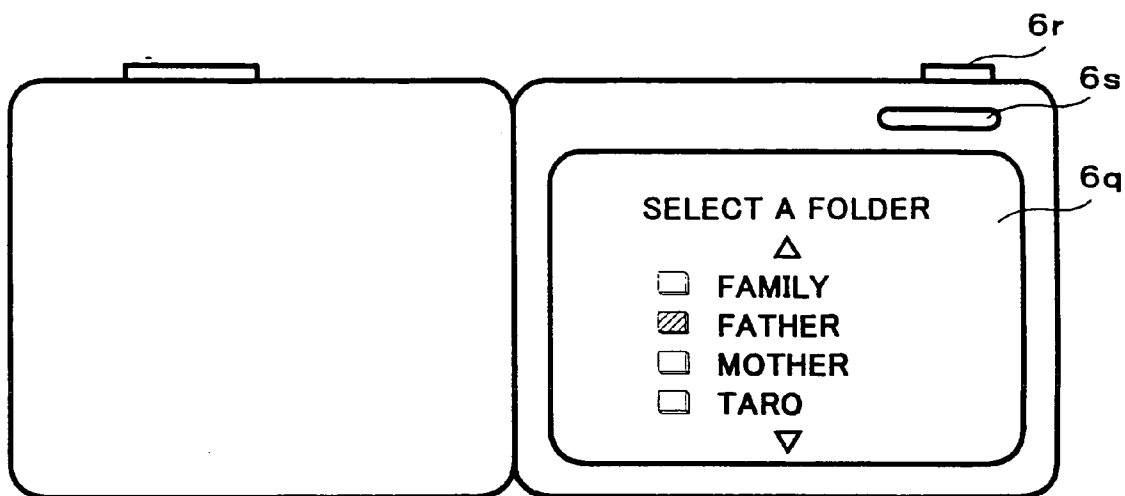 6r
6s
6q
SELECT A FOLDER
FAMILY
FATHER
MOTHER
TARO